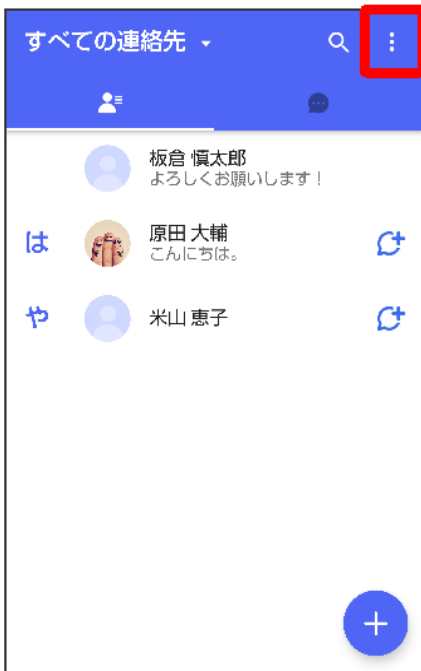 すべての連絡先
板倉 慎太郎
よろしくお願いします！
は
原田 大輔
こんにちは。
や
米山 恵子